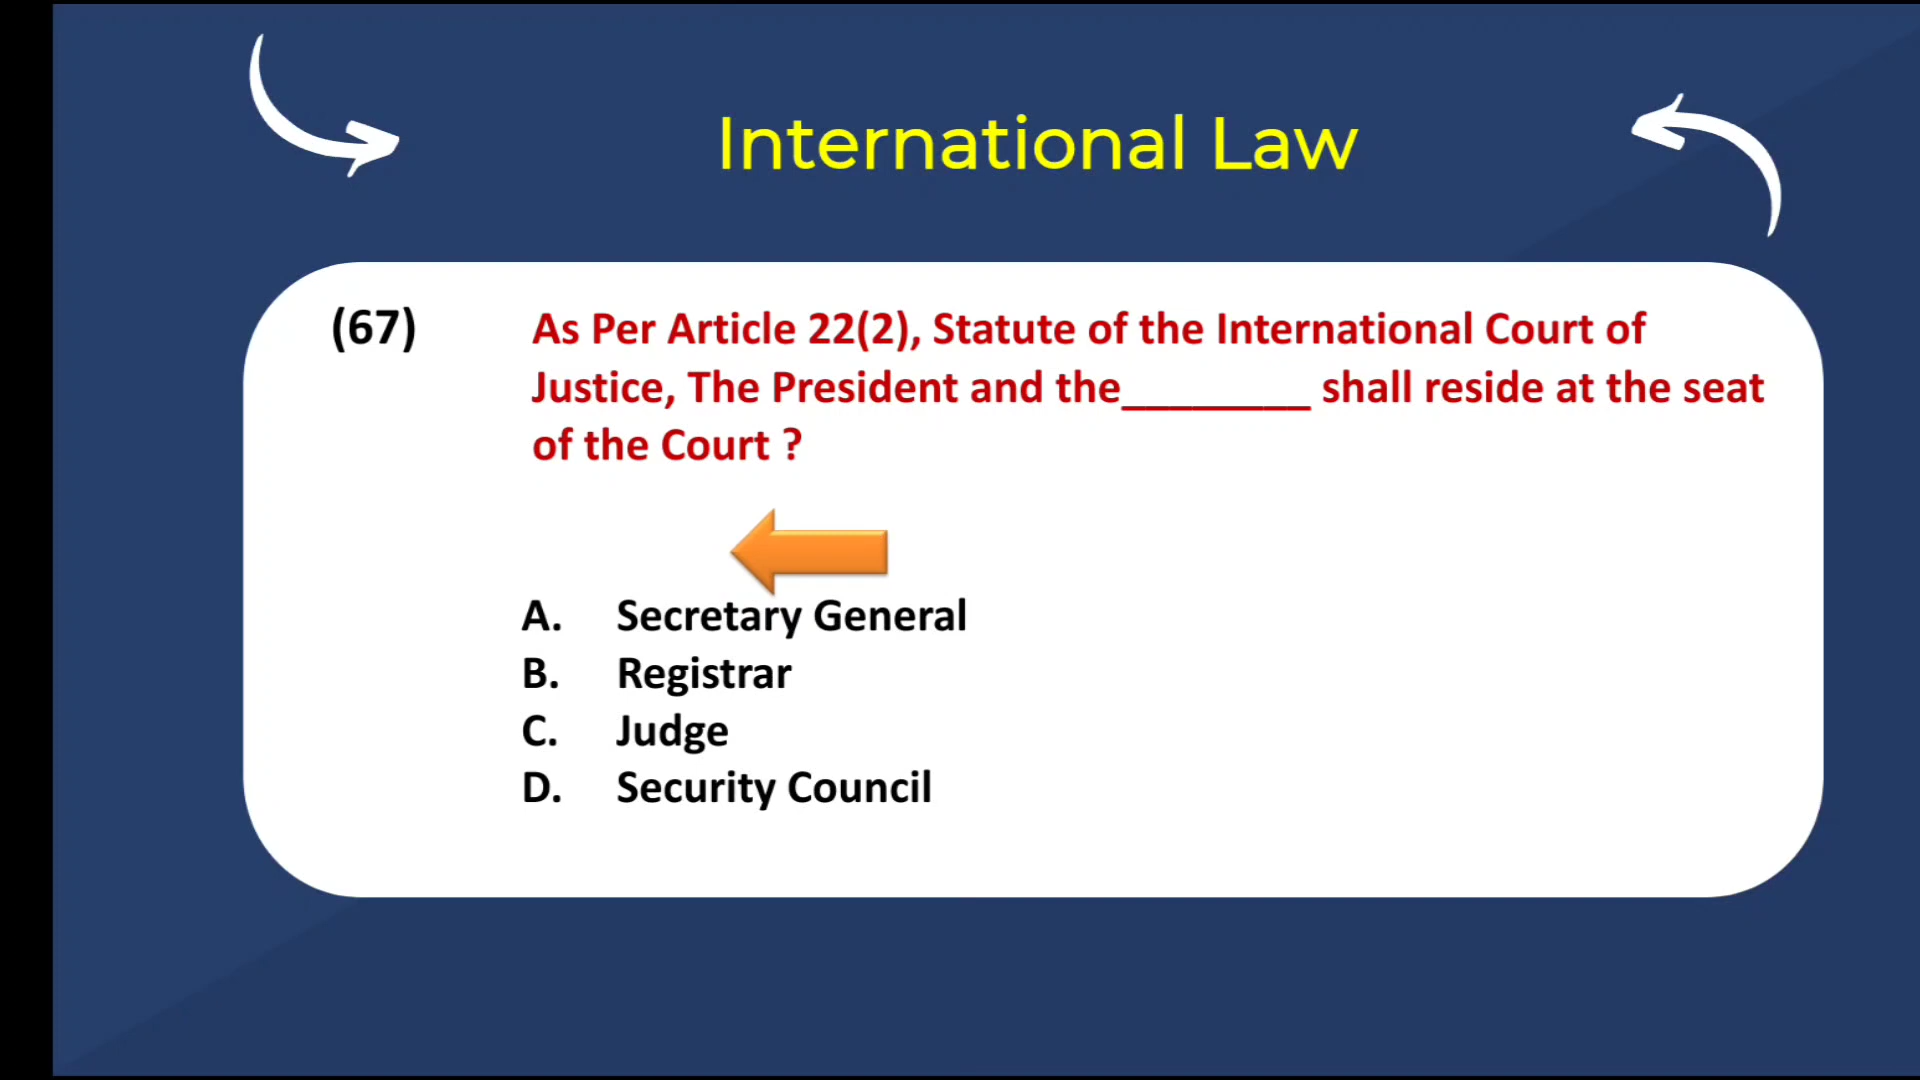 International Law
(67) As Per Article 22(2), Statute of the International Court of
Justice, The President and the________ shall reside at the seat
of the Court ?
A. Secretary General
B. Registrar
C. Judge
D. Security Council